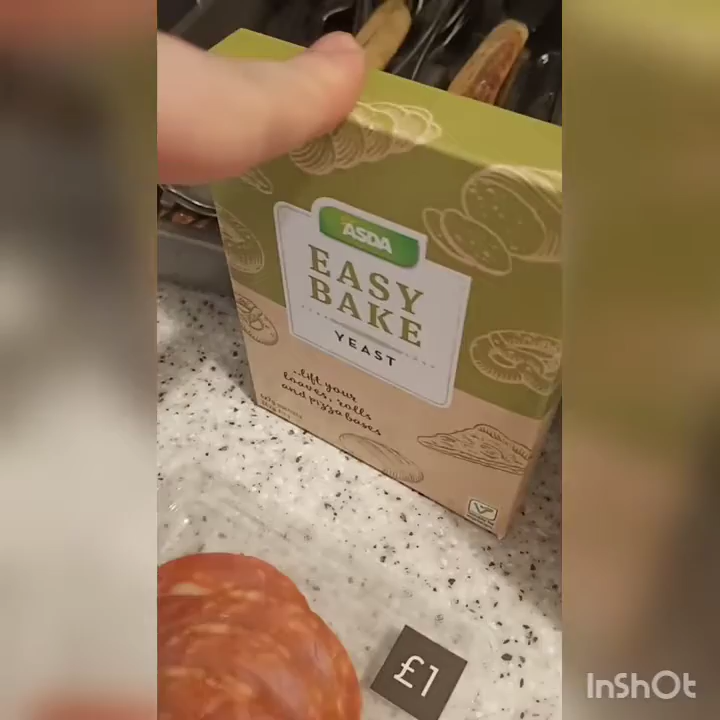 ASDA
EASY
BAKE
YEAST
...lift your
loaves, rolls
and pizza bases
£1
InShOt